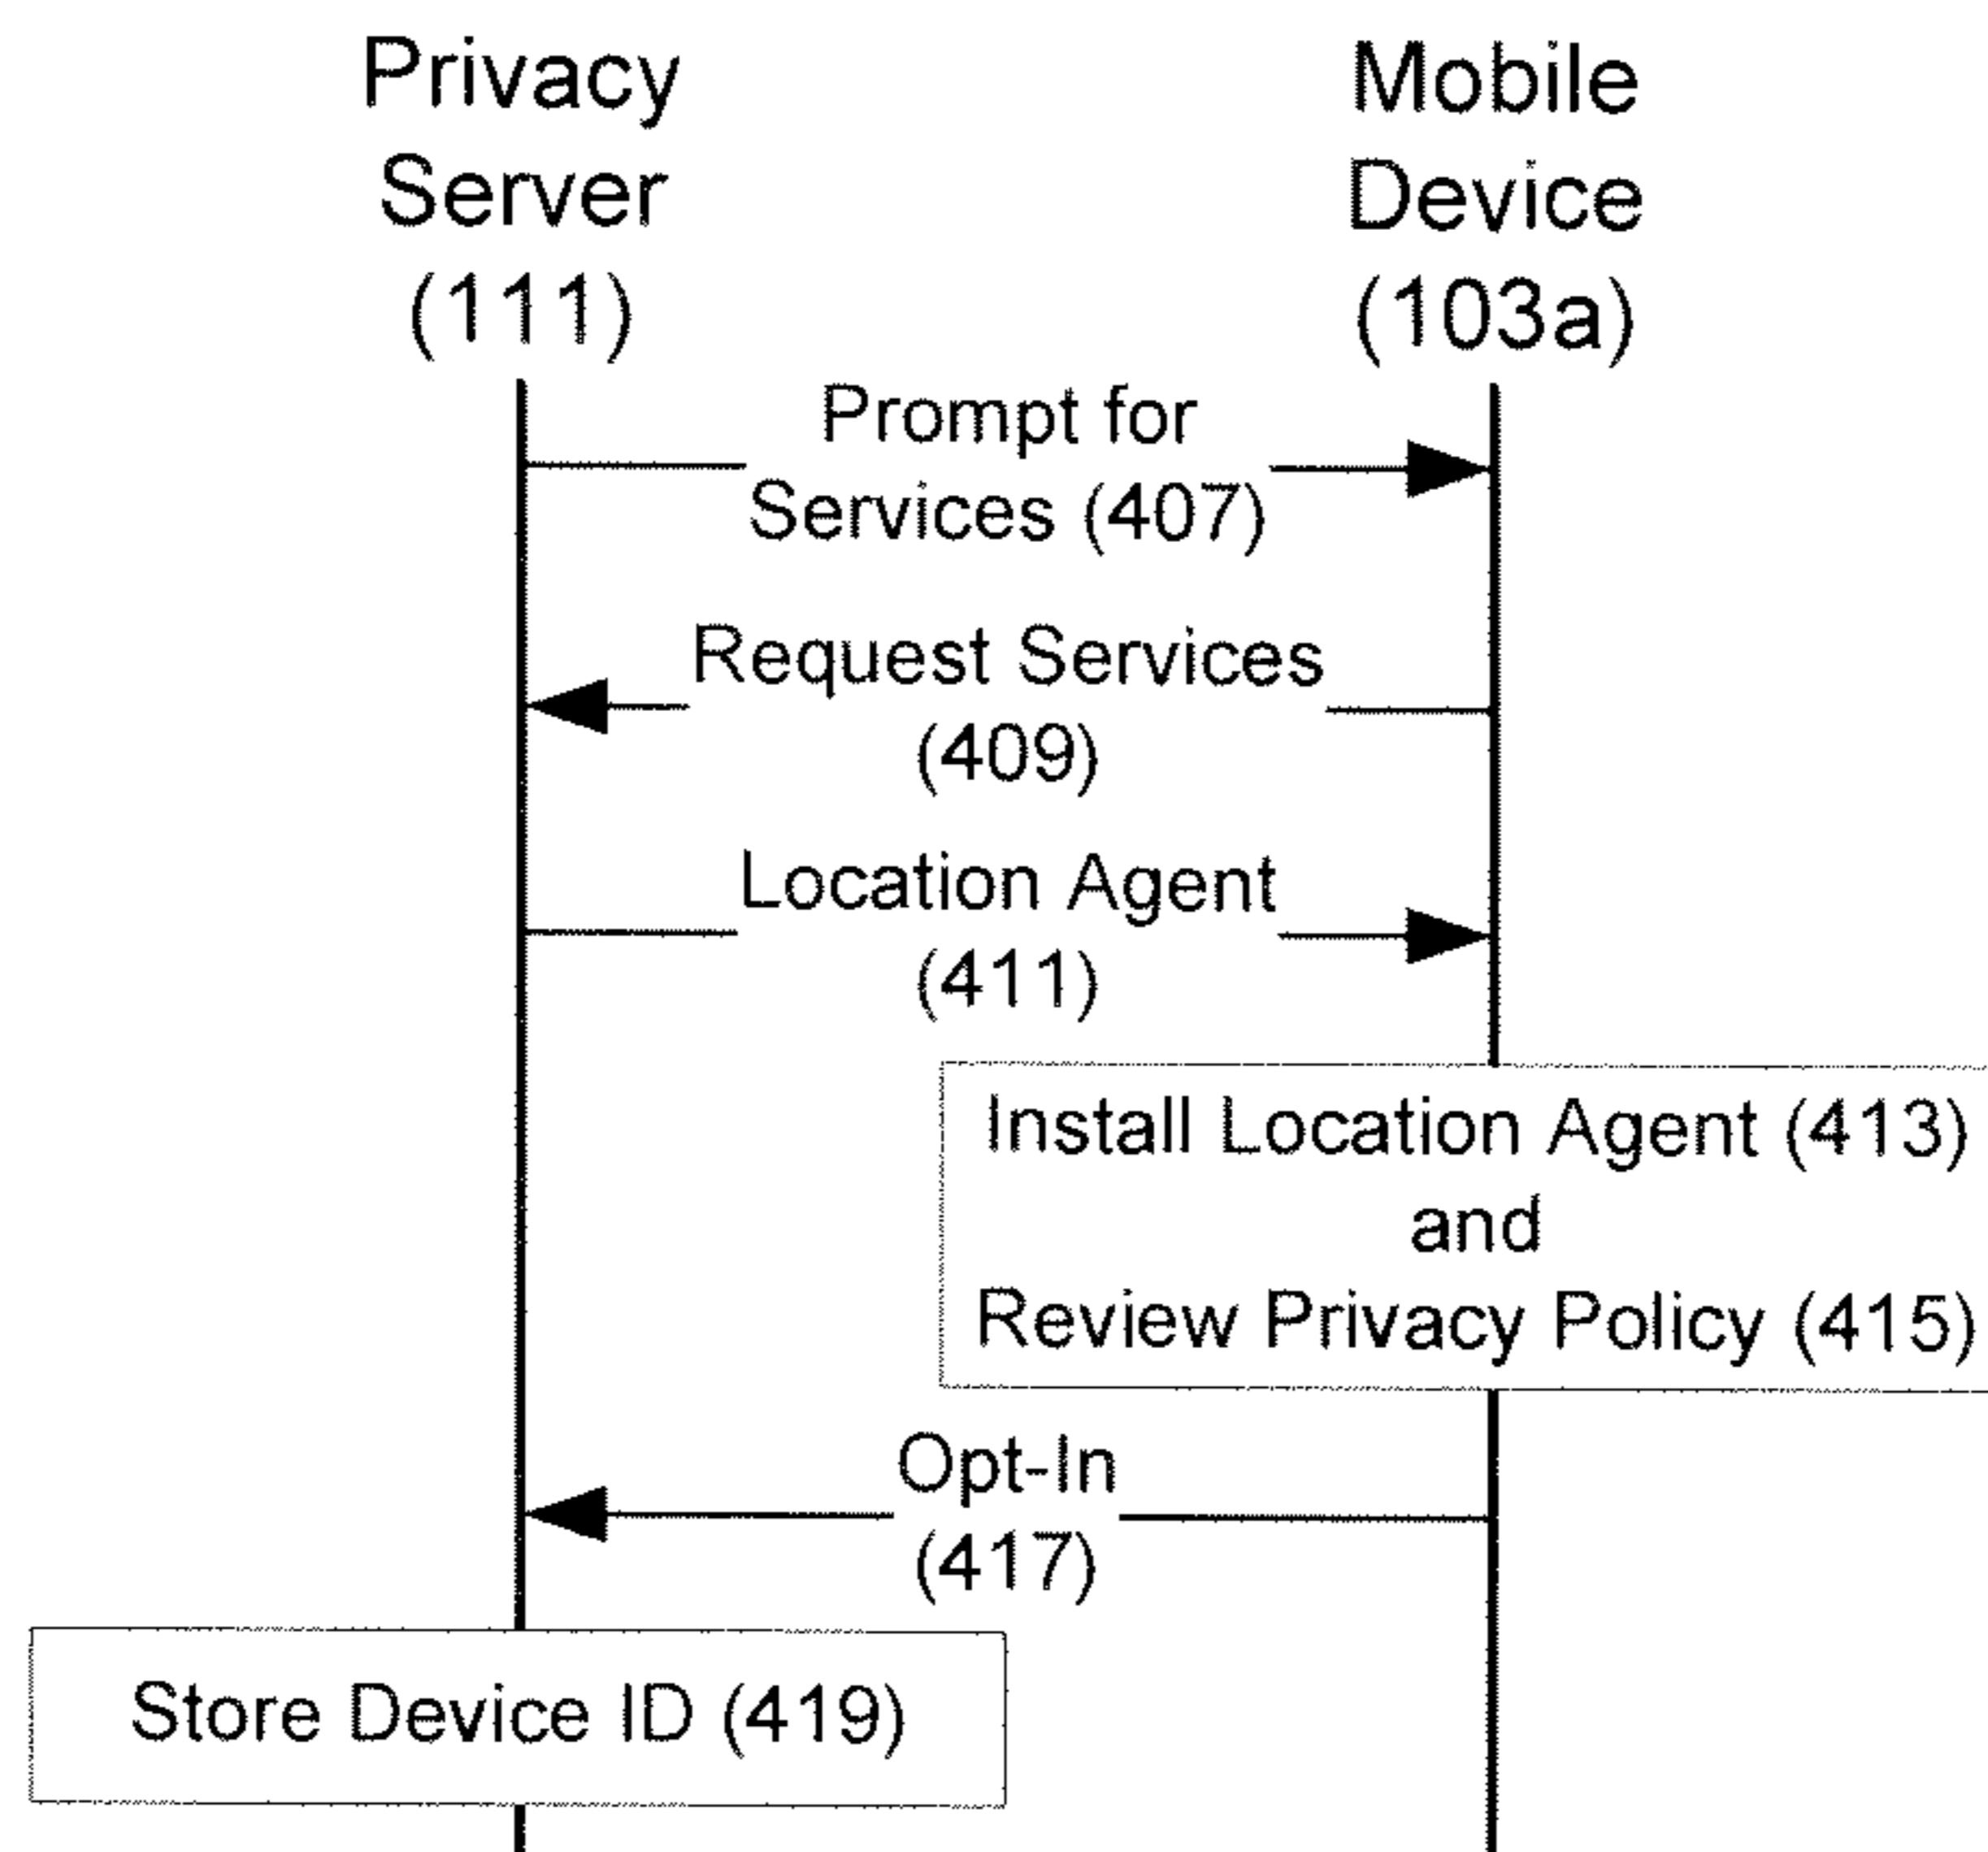 Privacy
Server
(111)
Mobile
Device
(103a)
Prompt for
Services (407)
Request Services
(409)
Location Agent
(411)
Install Location Agent (413)
and
Review Privacy Policy (415)
Opt-In
(417)
Store Device ID (419)